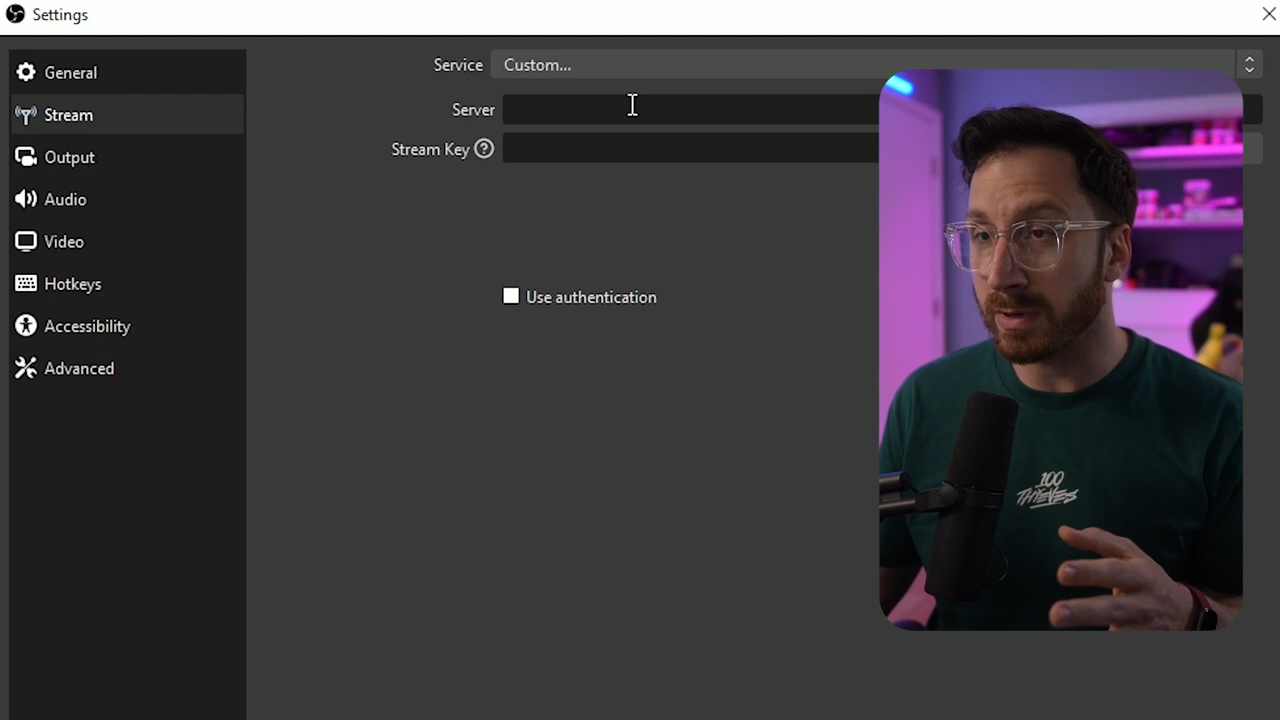 Settings
General
Stream
Output
Audio
Video
Hotkeys
Accessibility
Advanced
Service Custom...
Server
Stream Key ?
Use authentication
100
THIEVES